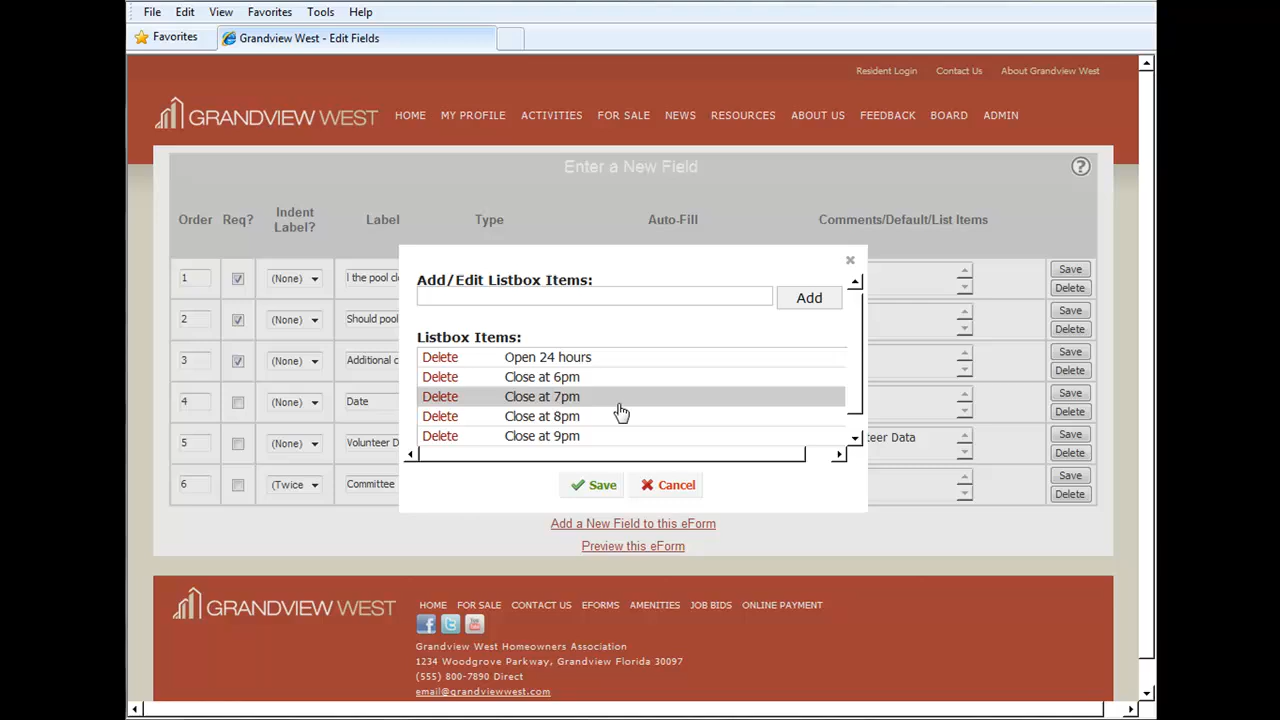 File Edit View Favorites Tools Help
Favorites Grandview West - Edit Fields
Resident Login Contact Us About Grandview West
GRANDVIEW WEST HOME MY PROFILE ACTIVITIES FOR SALE NEWS RESOURCES ABOUT US FEEDBACK BOARD ADMIN
Enter a New Field ?
Order Req? Indent Label? Label Type Auto-Fill Comments/Default/List Items
1 (None) I the pool cl Save
Delete
2 (None) Should pool Save
Delete
3 (None) Additional c Save
Delete
4 (None) Date Save
Delete
5 (None) Volunteer D eer Data Save
Delete
6 (Twice Committee Save
Delete
Add/Edit Listbox Items:
Add
Listbox Items:
Delete Open 24 hours
Delete Close at 6pm
Delete Close at 7pm
Delete Close at 8pm
Delete Close at 9pm
Save Cancel
Add a New Field to this eForm
Preview this eForm
GRANDVIEW WEST HOME FOR SALE CONTACT US EFORMS AMENITIES JOB BIDS ONLINE PAYMENT
Grandview West Homeowners Association
1234 Woodgrove Parkway, Grandview Florida 30097
(555) 800-7890 Direct
email@grandviewwest.com